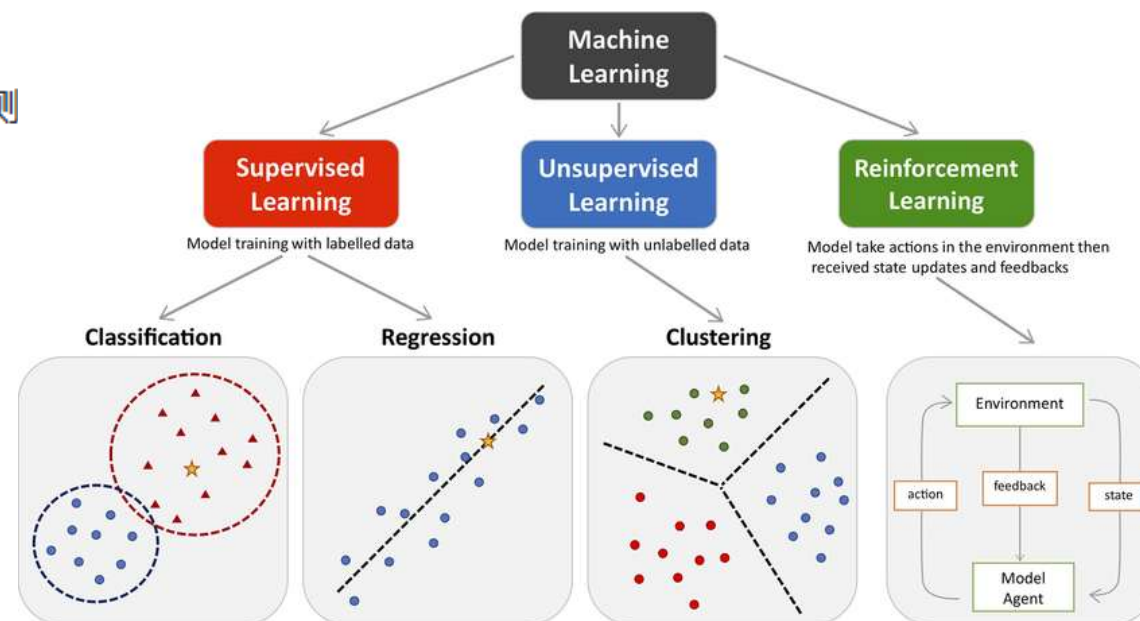 Machine
Learning
Supervised
Learning
Unsupervised
Learning
Reinforcement
Learning
Model training with labelled data
Model training with unlabelled data
Model take actions in the environment then
received state updates and feedbacks
Classification
Regression
Clustering
Environment
action
feedback
state
Model
Agent